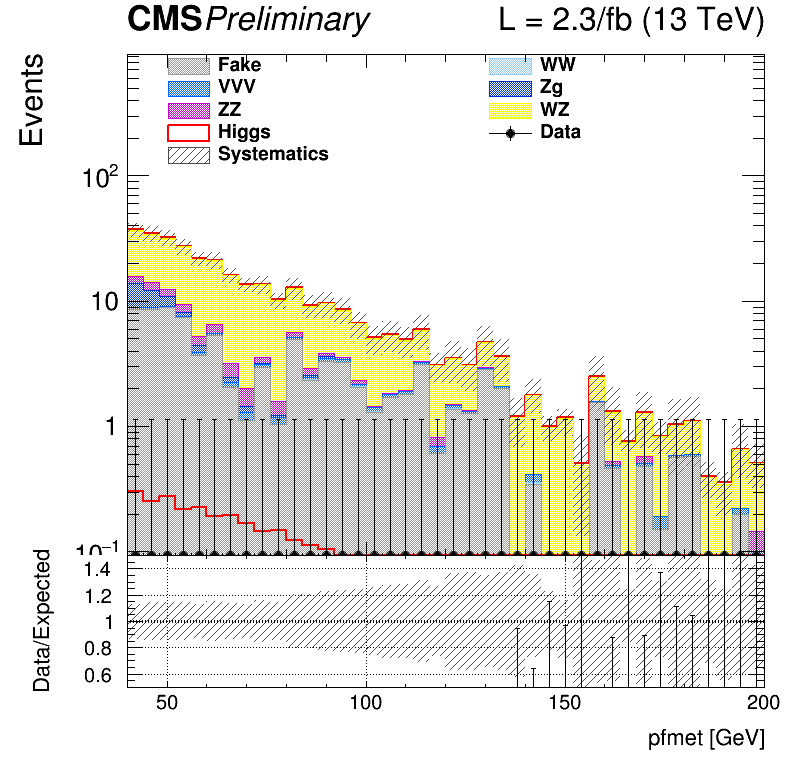 CMS Preliminary L = 2.3/fb (13 TeV)
Events
Fake WW
VVV Zg
ZZ WZ
Higgs Data
Systematics
10²
10
1
10⁻¹
Data/Expected
1.4
1.2
1
0.8
0.6
50 100 150 200
pfmet [GeV]